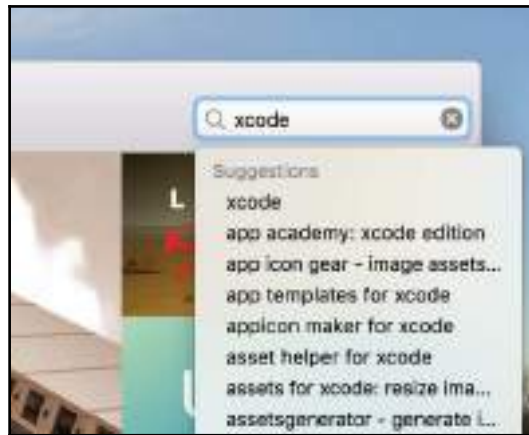 xcode
Suggestions
xcode
app academy: xcode edition
app icon gear - image assets...
app templates for xcode
appicon maker for xcode
asset helper for xcode
assets for xcode: resize ima...
assetsgenerator - generate i...
L